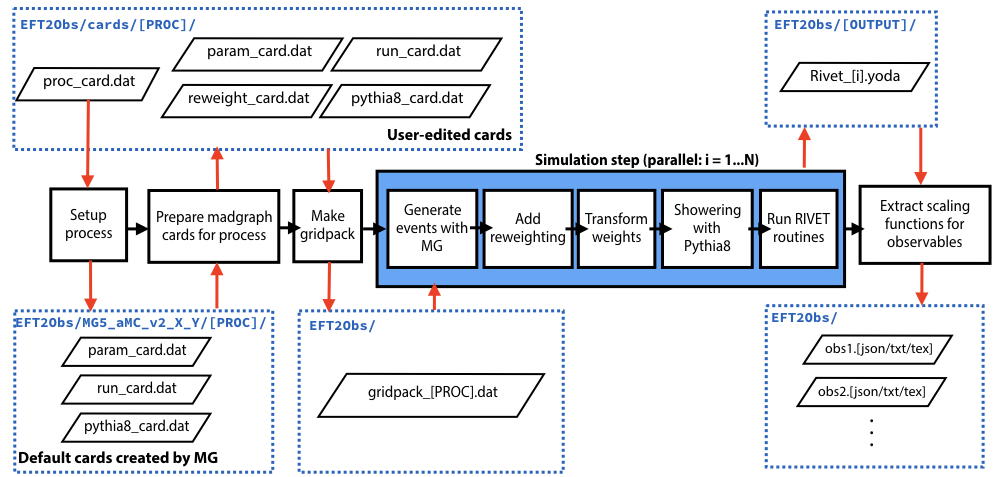 EFT2Obs/cards/[PROC]/
param_card.dat
run_card.dat
proc_card.dat
reweight_card.dat
pythia8_card.dat
User-edited cards
EFT2Obs/[OUTPUT]/
Rivet_[i].yoda
Simulation step (parallel: i = 1...N)
Setup
process
Prepare madgraph
cards for process
Make
gridpack
Generate
events with
MG
Add
reweighting
Transform
weights
Showering
with
Pythia8
Run RIVET
routines
Extract scaling
functions for
observables
EFT2Obs/MG5_aMC_v2_X_Y/[PROC]/
param_card.dat
run_card.dat
pythia8_card.dat
Default cards created by MG
EFT2Obs/
gridpack_[PROC].dat
EFT2Obs/
obs1.[json/txt/tex]
obs2.[json/txt/tex]